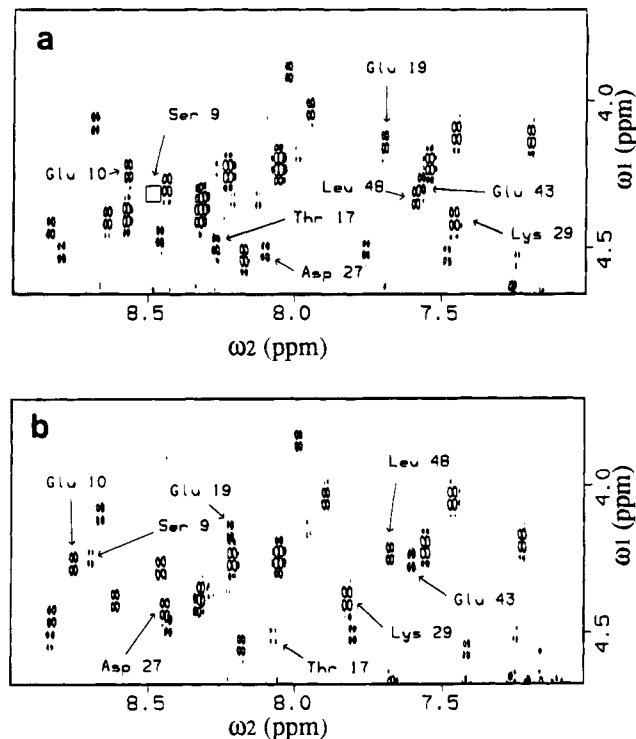 a
Glu 19
Ser 9
Glu 10
Leu 48
Glu 43
Thr 17
Lys 29
Asp 27
4.0
4.5
ω1 (ppm)
8.5
8.0
7.5
ω2 (ppm)
b
Glu 10
Glu 19
Leu 48
Ser 9
Glu 43
Lys 29
Asp 27
Thr 17
4.0
4.5
ω1 (ppm)
8.5
8.0
7.5
ω2 (ppm)